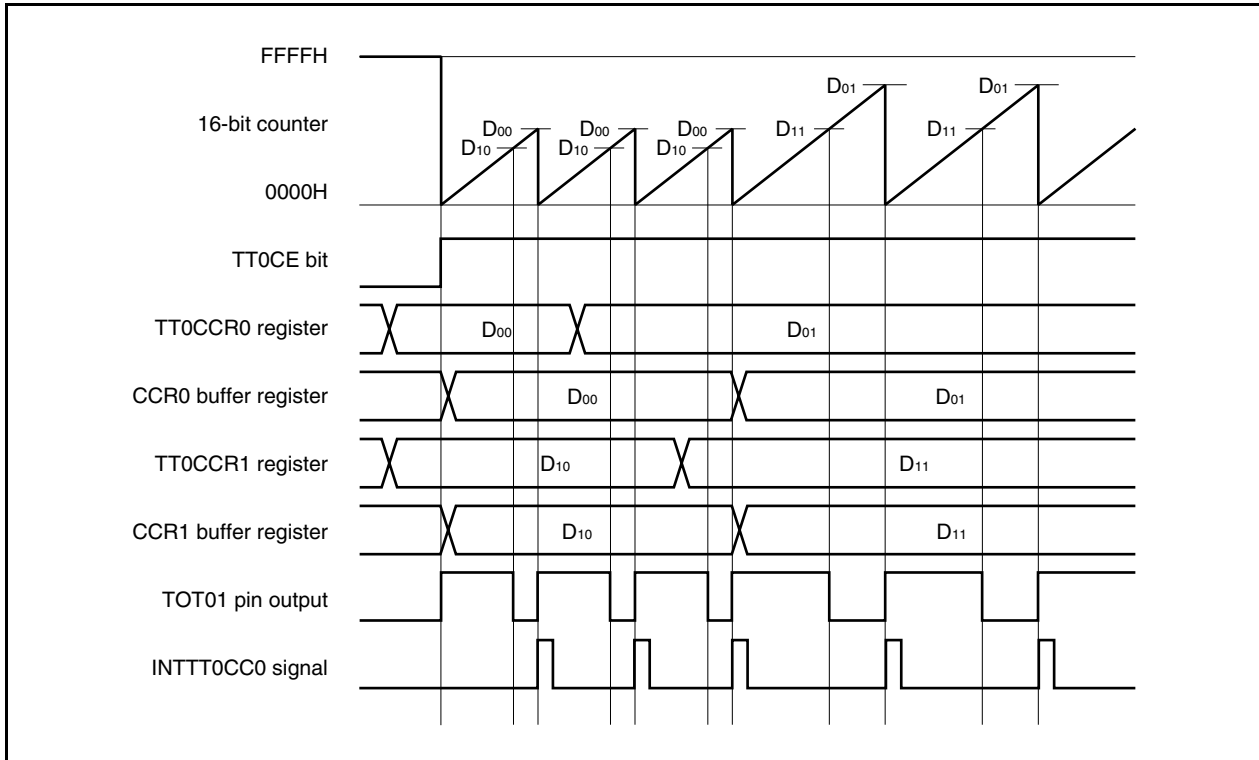 FFFFH
D01 D01
16-bit counter D00 D00 D00 D11 D11
D10 D10 D10
0000H
TT0CE bit
TT0CCR0 register D00 D01
CCR0 buffer register D00 D01
TT0CCR1 register D10 D11
CCR1 buffer register D10 D11
TOT01 pin output
INTTT0CC0 signal